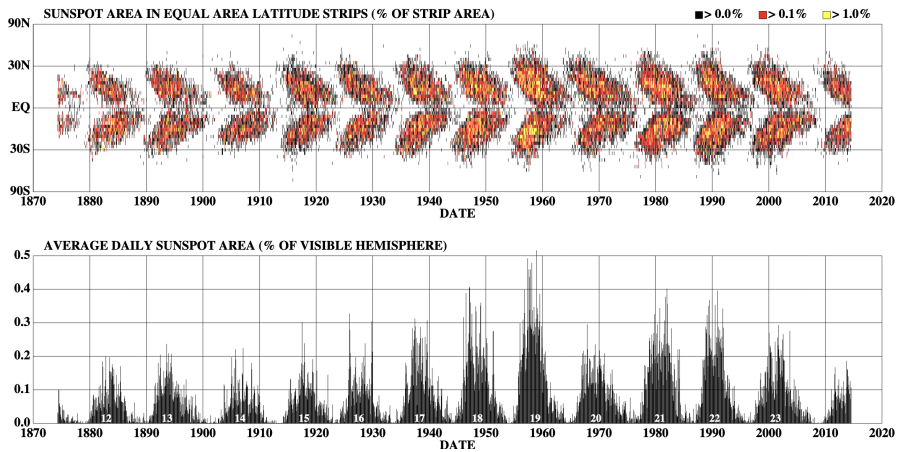 SUNSPOT AREA IN EQUAL AREA LATITUDE STRIPS (% OF STRIP AREA) > 0.0% > 0.1% > 1.0%
90N
30N
EQ
30S
90S
1870 1880 1890 1900 1910 1920 1930 1940 1950 1960 1970 1980 1990 2000 2010 2020
DATE
AVERAGE DAILY SUNSPOT AREA (% OF VISIBLE HEMISPHERE)
0.5
0.4
0.3
0.2
0.1
0.0
12 13 14 15 16 17 18 19 20 21 22 23
1870 1880 1890 1900 1910 1920 1930 1940 1950 1960 1970 1980 1990 2000 2010 2020
DATE